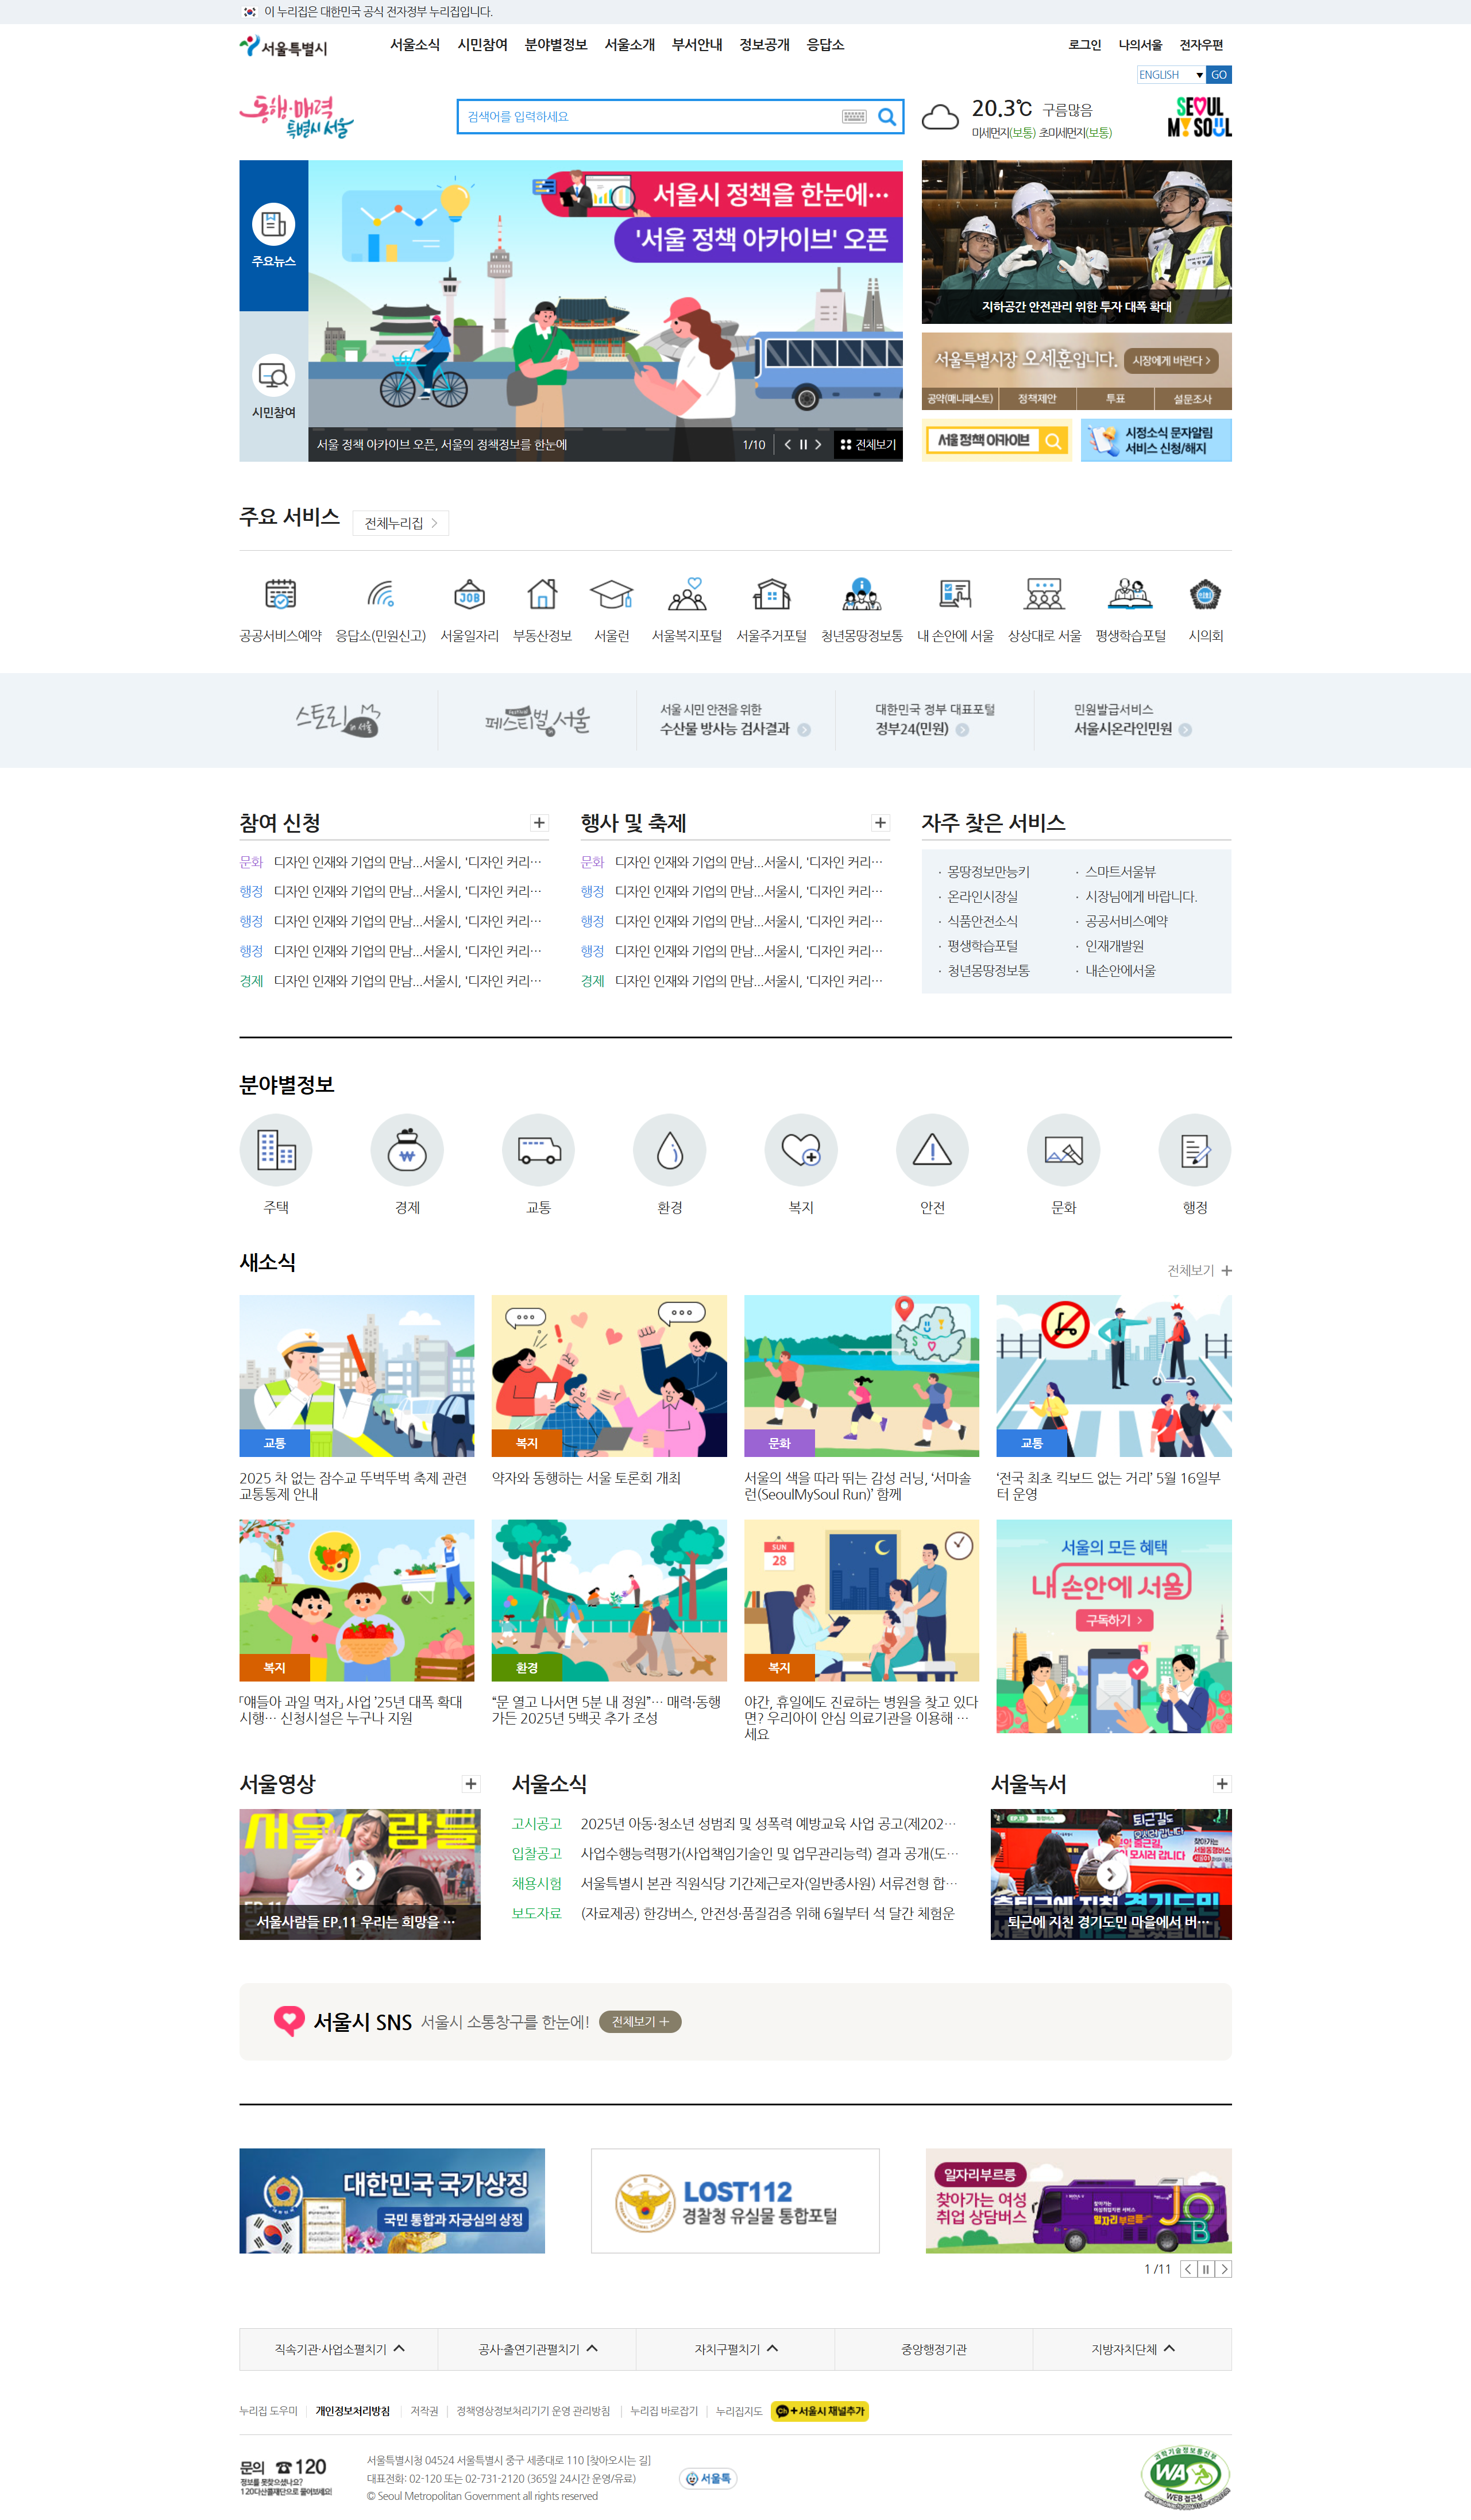 이 누리집은 대한민국 공식 전자정부 누리집입니다.
서울특별시
서울소식 시민참여 분야별정보 서울소개 부서안내 정보공개 응답소
로그인 나의서울 전자우편
ENGLISH GO
동행·매력 특별시 서울
검색어를 입력하세요
20.3℃ 구름많음
미세먼지(보통) 초미세먼지(보통)
SEOUL MY SOUL
주요뉴스
시민참여
서울시 정책을 한눈에…
'서울 정책 아카이브' 오픈
서울 정책 아카이브 오픈, 서울의 정책정보를 한눈에
1/10
전체보기
지하공간 안전관리 위한 투자 대폭 확대
서울특별시장 오세훈입니다. 시장에게 바란다
공약(매니페스토) 정책제안 투표 설문조사
서울정책아카이브
시정소식 문자알림
서비스 신청/해지
주요 서비스
전체누리집
JOB
공공서비스예약 응답소(민원신고) 서울일자리 부동산정보 서울런 서울복지포털 서울주거포털 청년몽땅정보통 내 손안에 서울 상상대로 서울 평생학습포털 시의회
스토리 in 서울
페스티벌 서울
서울 시민 안전을 위한
수산물 방사능 검사결과
대한민국 정부 대표포털
정부24(민원)
민원발급서비스
서울시온라인민원
참여 신청
문화 디자인 인재와 기업의 만남...서울시, '디자인 커리…
행정 디자인 인재와 기업의 만남...서울시, '디자인 커리…
행정 디자인 인재와 기업의 만남...서울시, '디자인 커리…
행정 디자인 인재와 기업의 만남...서울시, '디자인 커리…
경제 디자인 인재와 기업의 만남...서울시, '디자인 커리…
행사 및 축제
문화 디자인 인재와 기업의 만남...서울시, '디자인 커리…
행정 디자인 인재와 기업의 만남...서울시, '디자인 커리…
행정 디자인 인재와 기업의 만남...서울시, '디자인 커리…
행정 디자인 인재와 기업의 만남...서울시, '디자인 커리…
경제 디자인 인재와 기업의 만남...서울시, '디자인 커리…
자주 찾은 서비스
· 몽땅정보만능키
· 온라인시장실
· 식품안전소식
· 평생학습포털
· 청년몽땅정보통
· 스마트서울뷰
· 시장님에게 바랍니다.
· 공공서비스예약
· 인재개발원
· 내손안에서울
분야별정보
주택 경제 교통 환경 복지 안전 문화 행정
새소식
전체보기
교통
2025 차 없는 잠수교 뚜벅뚜벅 축제 관련
교통통제 안내
복지
약자와 동행하는 서울 토론회 개최
문화
서울의 색을 따라 뛰는 감성 러닝, ‘서마솔
런(SeoulMySoul Run)’ 함께
교통
‘전국 최초 킥보드 없는 거리’ 5월 16일부
터 운영
복지
「얘들아 과일 먹자」 사업 ’25년 대폭 확대
시행… 신청시설은 누구나 지원
환경
“문 열고 나서면 5분 내 정원”… 매력·동행
가든 2025년 5백곳 추가 조성
SUN
28
복지
야간, 휴일에도 진료하는 병원을 찾고 있다
면? 우리아이 안심 의료기관을 이용해 …
세요
서울의 모든 혜택
내 손안에 서울
구독하기
서울영상
서울사람들
EP.11
서울사람들 EP.11 우리는 희망을 …
서울소식
고시공고 2025년 아동·청소년 성범죄 및 성폭력 예방교육 사업 공고(제202…
입찰공고 사업수행능력평가(사업책임기술인 및 업무관리능력) 결과 공개(도…
채용시험 서울특별시 본관 직원식당 기간제근로자(일반종사원) 서류전형 합…
보도자료 (자료제공) 한강버스, 안전성·품질검증 위해 6월부터 석 달간 체험운
서울녹서
퇴근길도
모시러 갑니다
출퇴근에 지친 경기도민
퇴근에 지친 경기도민 마을에서 버…
서울시 SNS 서울시 소통창구를 한눈에! 전체보기
대한민국 국가상징
국민 통합과 자긍심의 상징
LOST112
경찰청 유실물 통합포털
일자리부르릉
찾아가는 여성
취업 상담버스
일자리부르릉
JOB
1 /11
직속기관·사업소펼치기 공사·출연기관펼치기 자치구펼치기 중앙행정기관 지방자치단체
누리집 도우미 개인정보처리방침 저작권 정책영상정보처리기기 운영 관리방침 누리집 바로잡기 누리집지도 Ch+서울시 채널추가
문의 ☎120
정보를 못찾으셨나요?
120다산콜재단으로 물어보세요!
서울특별시청 04524 서울특별시 중구 세종대로 110 [찾아오시는 길]
대표전화: 02-120 또는 02-731-2120 (365일 24시간 운영/유료)
© Seoul Metropolitan Government all rights reserved
서울톡
과학기술정보통신부
WA
WEB 접근성